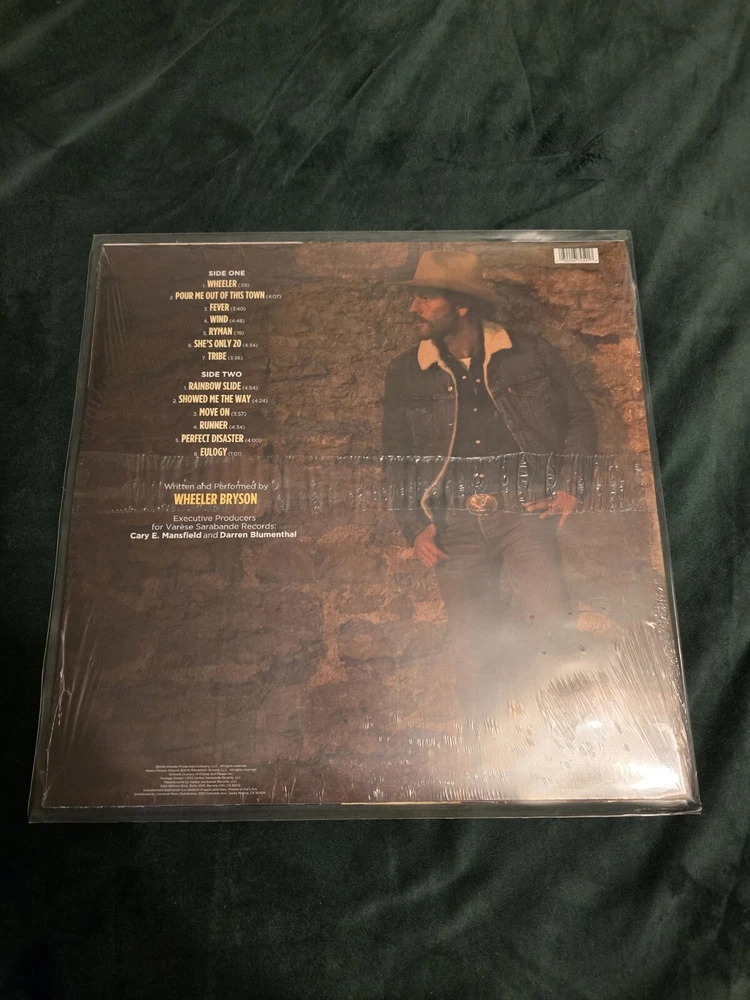 SIDE ONE
1. WHEELER (:55)
2. POUR ME OUT OF THIS TOWN (4:07)
3. FEVER (3:40)
4. WIND (4:48)
5. RYMAN (:19)
6. SHE'S ONLY 20 (4:34)
7. TRIBE (3:36)
SIDE TWO
1. RAINBOW SLIDE (4:54)
2. SHOWED ME THE WAY (4:24)
3. MOVE ON (3:57)
4. RUNNER (4:34)
5. PERFECT DISASTER (4:00)
6. EULOGY (1:01)
Written and Performed by
WHEELER BRYSON
Executive Producers
for Varèse Sarabande Records:
Cary E. Mansfield and Darren Blumenthal